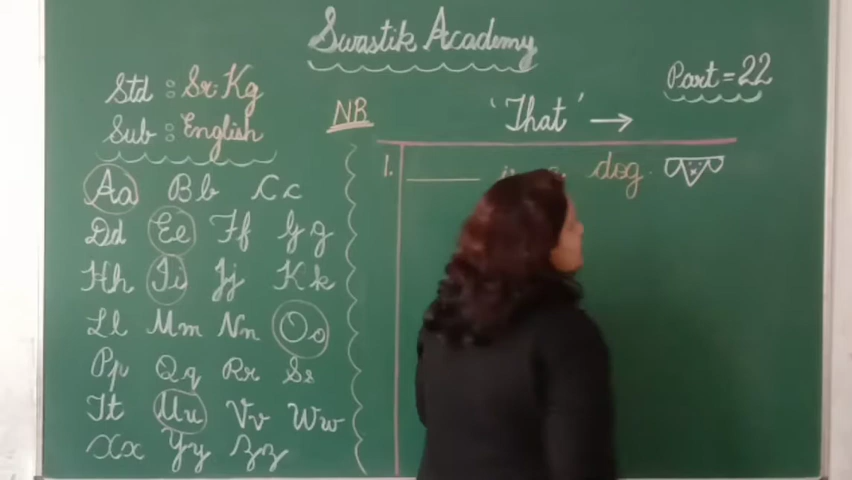 Swastik Academy
Std : Sr. Kg
Sub : English
Part = 22
NB
'That' →
Aa Bb Cc
Dd Ee Ff Gg
Hh Ii Jj Kk
Ll Mm Nn Oo
Pp Qq Rr Ss
Tt Uu Vv Ww
Xx Yy Zz
1. ______ dog.